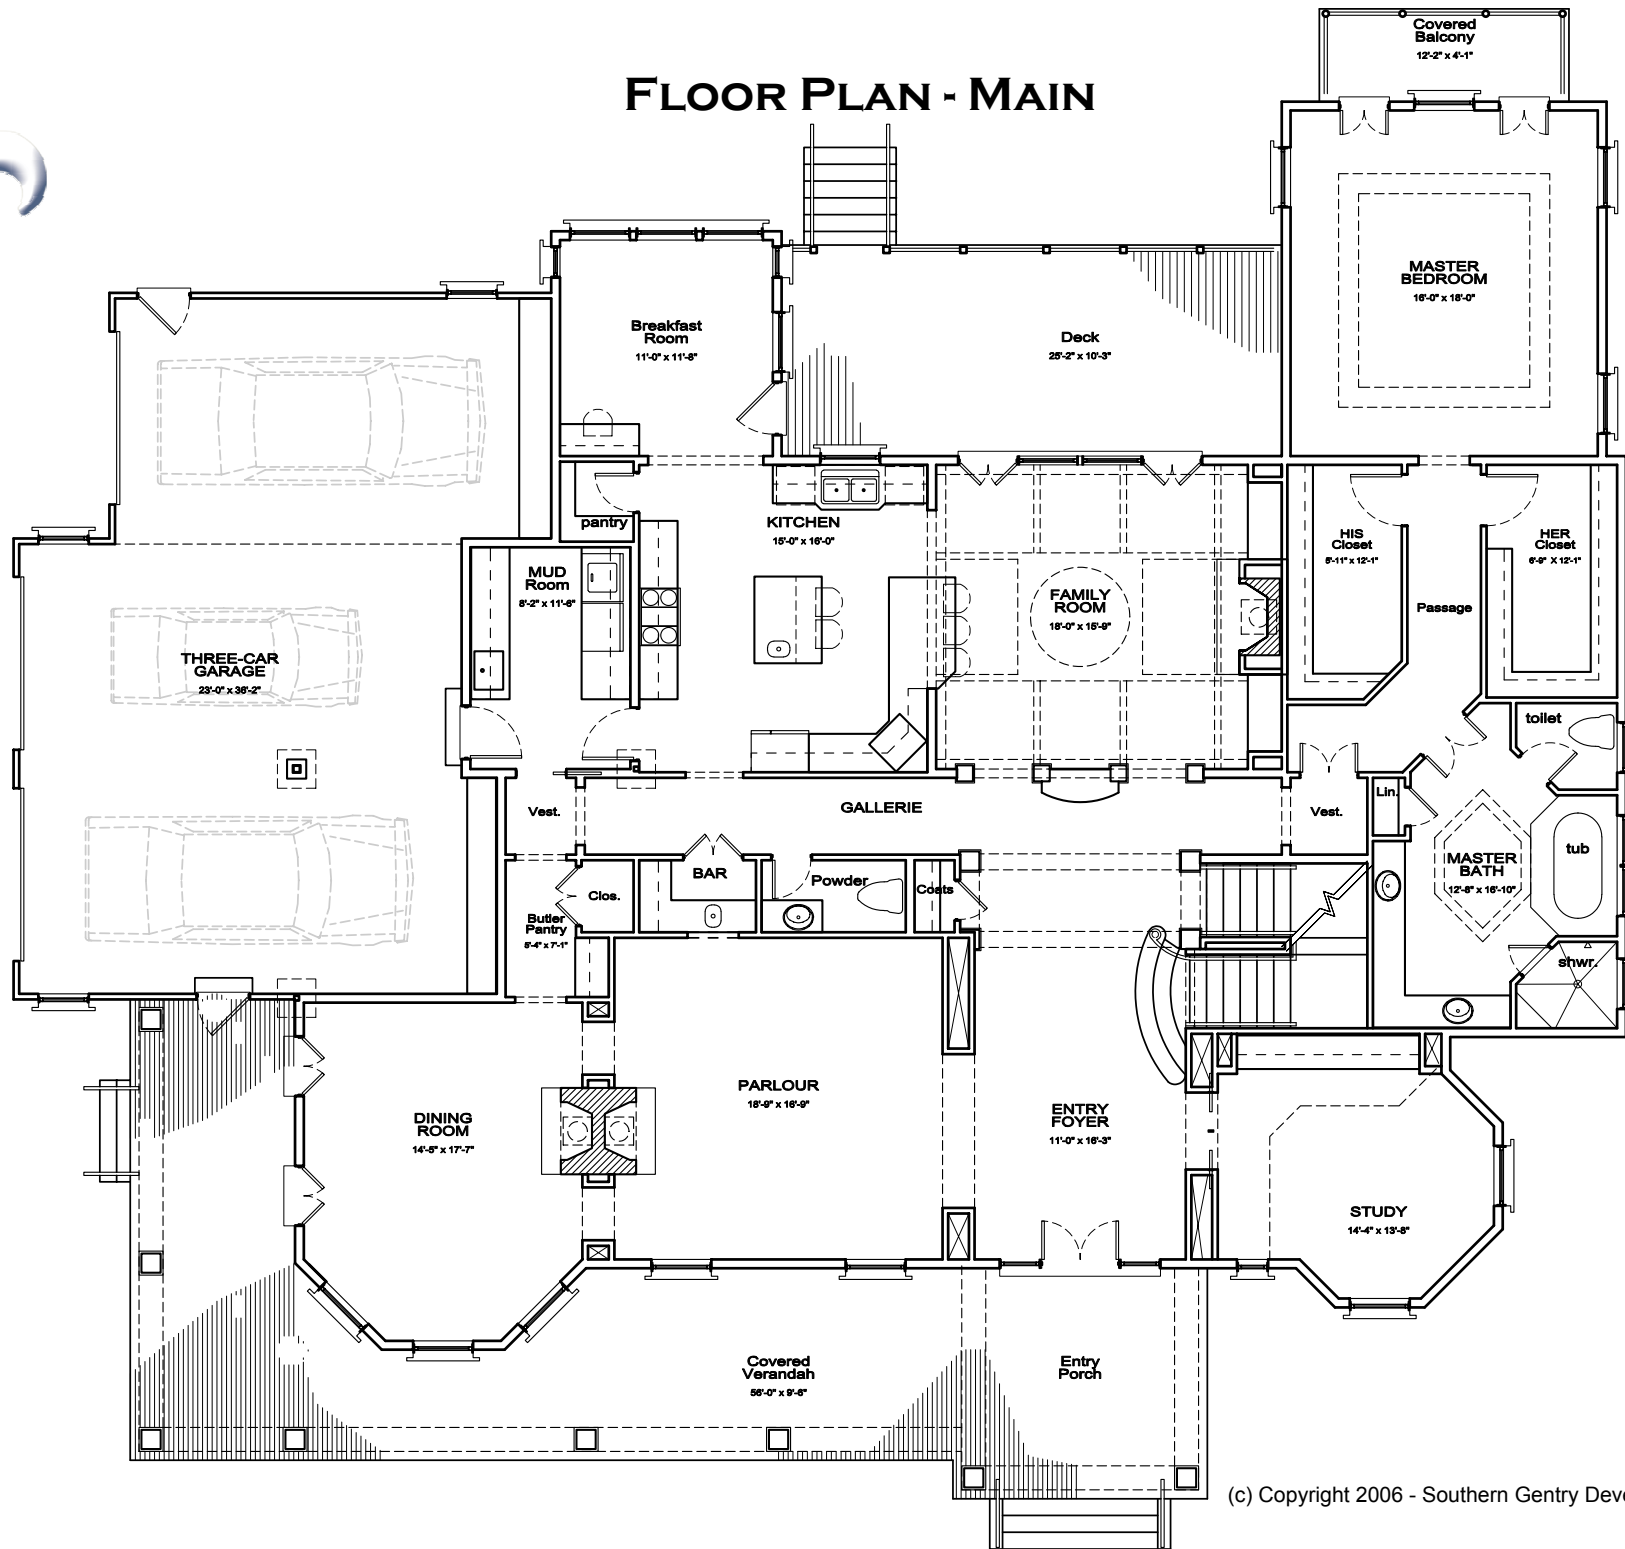 Covered
Balcony
12'-2" x 4'-1"
FLOOR PLAN - MAIN
MASTER
BEDROOM
16'-0" x 18'-0"
Breakfast
Room
11'-0" x 11'-8"
Deck
25'-2" x 10'-3"
pantry
KITCHEN
15'-0" x 16'-0"
HIS
Closet
5'-11" x 12'-1"
HER
Closet
6'-9" X 12'-1"
MUD
Room
8'-2" x 11'-6"
FAMILY
ROOM
18'-0" x 15'-9"
Passage
THREE-CAR
GARAGE
23'-0" x 36'-2"
toilet
Vest.
GALLERIE
Vest.
Lin.
MASTER
BATH
12'-8" x 16'-10"
tub
BAR
Powder
Coats
Clos.
Butler
Pantry
5'-4" x 7'-1"
shwr.
PARLOUR
18'-9" x 16'-9"
DINING
ROOM
14'-5" x 17'-7"
ENTRY
FOYER
11'-0" x 16'-3"
STUDY
14'-4" x 13'-8"
Covered
Verandah
56'-0" x 9'-6"
Entry
Porch
(c) Copyright 2006 - Southern Gentry Deve